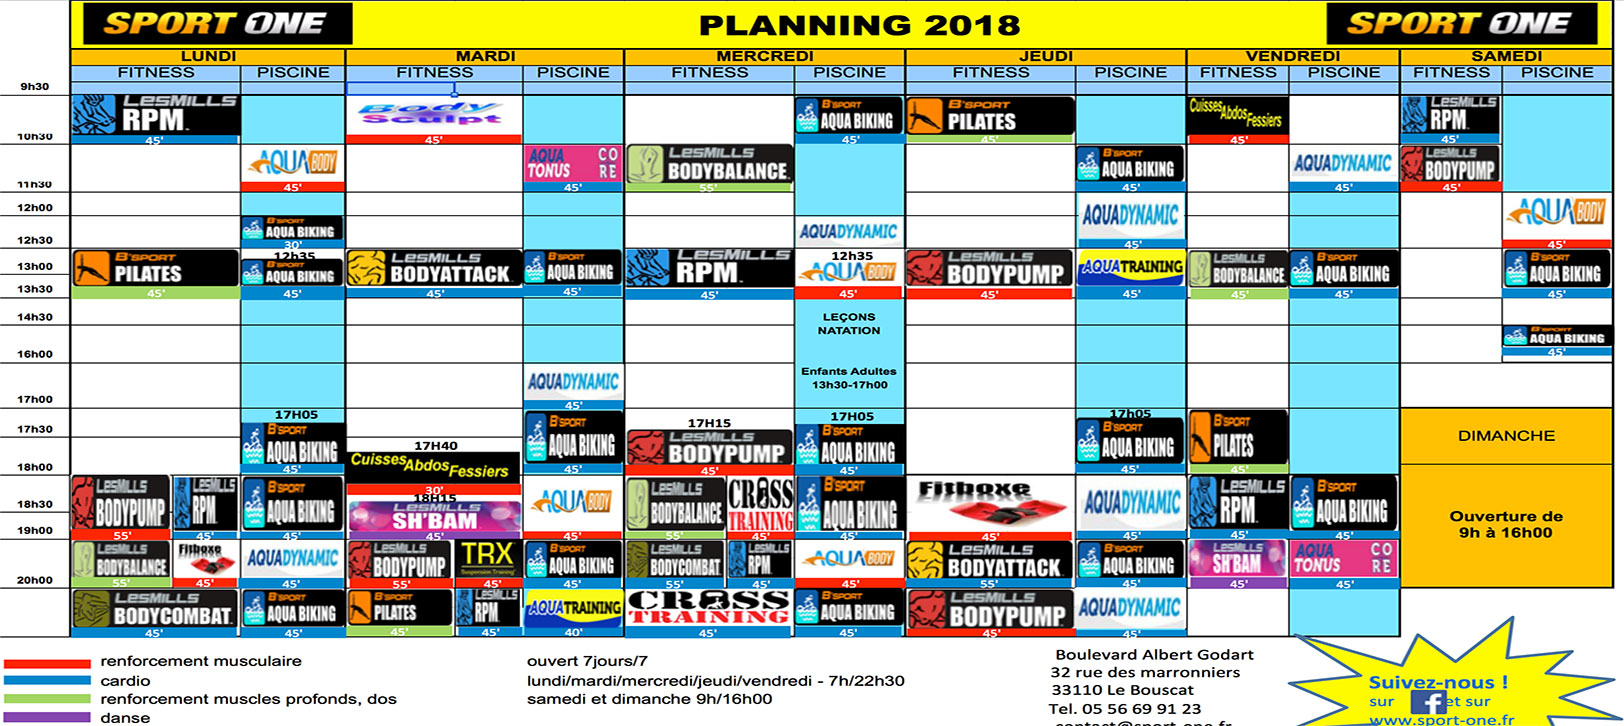 SPORT ONE PLANNING 2018 SPORT ONE
LUNDI MARDI MERCREDI JEUDI VENDREDI SAMEDI
FITNESS PISCINE FITNESS PISCINE FITNESS PISCINE FITNESS PISCINE FITNESS PISCINE FITNESS PISCINE
9h30
LESMILLS RPM 45'
Body Sculpt 45'
B'SPORT AQUA BIKING 45'
B'SPORT PILATES 45'
Cuisses Abdos Fessiers 45'
LESMILLS RPM 45'
10h30
AQUABODY 45'
AQUA TONUS CORE 45'
LESMILLS BODYBALANCE 55'
B'SPORT AQUA BIKING 45'
AQUADYNAMIC 45'
LESMILLS BODYPUMP 45'
11h30
12h00
B'SPORT AQUA BIKING 30'
AQUADYNAMIC
AQUADYNAMIC 45'
AQUABODY 45'
12h30
B'SPORT PILATES 45'
12h35 AQUA BIKING 45'
LESMILLS BODYATTACK 45'
B'SPORT AQUA BIKING 45'
LESMILLS RPM 45'
12h35 AQUABODY 45'
LESMILLS BODYPUMP 45'
AQUATRAINING 45'
LESMILLS BODYBALANCE 45'
B'SPORT AQUA BIKING 45'
B'SPORT AQUA BIKING 45'
13h00
13h30
LEÇONS
NATATION
14h30
B'SPORT AQUA BIKING 45'
16h00
Enfants Adultes
13h30-17h00
AQUADYNAMIC 45'
17h00
17H05 B'SPORT AQUA BIKING 45'
17H40 Cuisses Abdos Fessiers 30'
B'SPORT AQUA BIKING 45'
17H15 LESMILLS BODYPUMP 45'
17H05 B'SPORT AQUA BIKING 45'
17h05 B'SPORT AQUA BIKING 45'
B'SPORT PILATES 45'
DIMANCHE
17h30
18h00
LESMILLS BODYPUMP 55'
LESMILLS RPM 45'
B'SPORT AQUA BIKING 45'
18H15 LESMILLS SH'BAM 45'
AQUABODY 45'
LESMILLS BODYBALANCE 55'
CROSS TRAINING 45'
B'SPORT AQUA BIKING 45'
Fitboxe 45'
AQUADYNAMIC 45'
LESMILLS RPM 45'
B'SPORT AQUA BIKING 45'
Ouverture de
9h à 16h00
18h30
19h00
LESMILLS BODYBALANCE 55'
Fitboxe 45'
AQUADYNAMIC 45'
LESMILLS BODYPUMP 55'
TRX Suspension Training 45'
B'SPORT AQUA BIKING 45'
LESMILLS BODYCOMBAT 55'
LESMILLS RPM 45'
AQUABODY 45'
LESMILLS BODYATTACK 55'
B'SPORT AQUA BIKING 45'
LESMILLS SH'BAM 45'
AQUA TONUS CORE 45'
20h00
LESMILLS BODYCOMBAT 45'
B'SPORT AQUA BIKING 45'
B'SPORT PILATES 45'
LESMILLS RPM 45'
AQUATRAINING 40'
CROSS TRAINING 45'
B'SPORT AQUA BIKING 45'
LESMILLS BODYPUMP 45'
AQUADYNAMIC 45'
renforcement musculaire
cardio
renforcement muscles profonds, dos
danse
ouvert 7jours/7
lundi/mardi/mercredi/jeudi/vendredi - 7h/22h30
samedi et dimanche 9h/16h00
Boulevard Albert Godart
32 rue des marronniers
33110 Le Bouscat
Tel. 05 56 69 91 23
contact@sport-one.fr
Suivez-nous !
sur f et sur
www.sport-one.fr